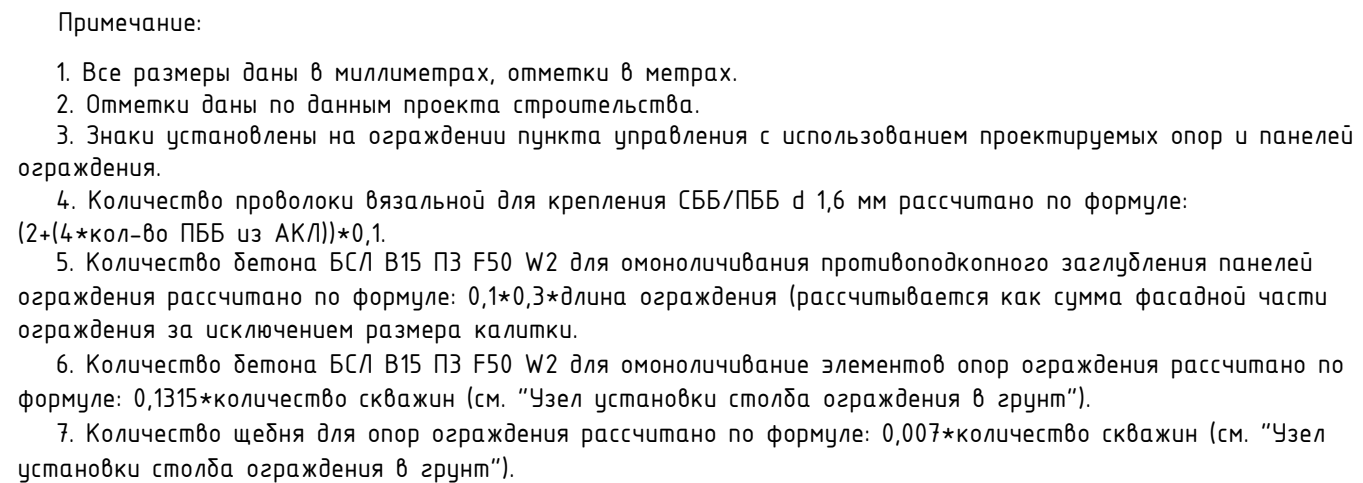 Примечание:
1. Все размеры даны в миллиметрах, отметки в метрах.
2. Отметки даны по данным проекта строительства.
3. Знаки установлены на ограждении пункта управления с использованием проектируемых опор и панелей
ограждения.
4. Количество проволоки вязальной для крепления СББ/ПББ d 1,6 мм рассчитано по формуле:
(2+(4*кол-во ПББ из АКЛ))*0,1.
5. Количество бетона БСЛ В15 П3 F50 W2 для омоноличивания противоподкопного заглубления панелей
ограждения рассчитано по формуле: 0,1*0,3*длина ограждения (рассчитывается как сумма фасадной части
ограждения за исключением размера калитки.
6. Количество бетона БСЛ В15 П3 F50 W2 для омоноличивание элементов опор ограждения рассчитано по
формуле: 0,1315*количество скважин (см. "Узел установки столба ограждения в грунт").
7. Количество щебня для опор ограждения рассчитано по формуле: 0,007*количество скважин (см. "Узел
установки столба ограждения в грунт").